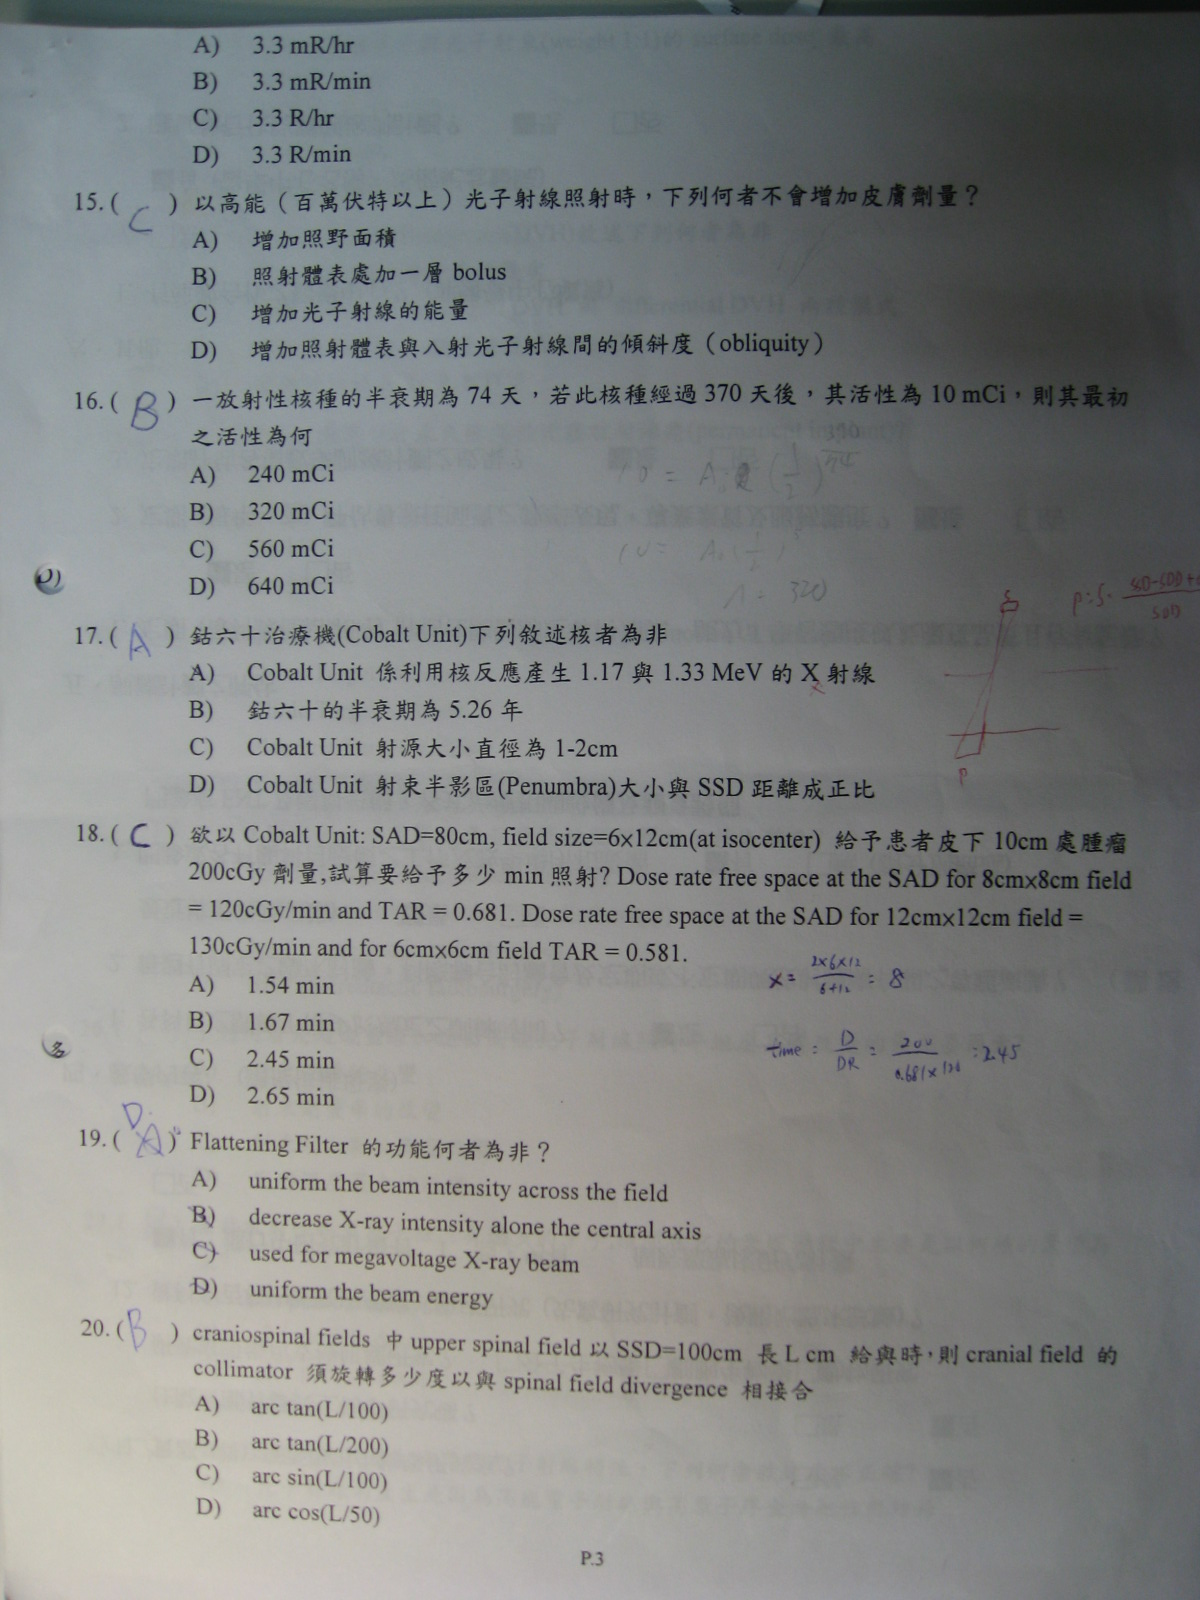 A) 3.3 mR/hr
B) 3.3 mR/min
C) 3.3 R/hr
D) 3.3 R/min
15.( C ) 以高能（百萬伏特以上）光子射線照射時，下列何者不會增加皮膚劑量？
A) 增加照野面積
B) 照射體表處加一層 bolus
C) 增加光子射線的能量
D) 增加照射體表與入射光子射線間的傾斜度（obliquity）
16.( B ) 一放射性核種的半衰期為 74 天，若此核種經過 370 天後，其活性為 10 mCi，則其最初
之活性為何
A) 240 mCi
B) 320 mCi
C) 560 mCi
D) 640 mCi
17.( A ) 鈷六十治療機(Cobalt Unit)下列敘述核者為非
A) Cobalt Unit 係利用核反應產生 1.17 與 1.33 MeV 的 X 射線
B) 鈷六十的半衰期為 5.26 年
C) Cobalt Unit 射源大小直徑為 1-2cm
D) Cobalt Unit 射束半影區(Penumbra)大小與 SSD 距離成正比
18.( C ) 欲以 Cobalt Unit: SAD=80cm, field size=6×12cm(at isocenter) 給予患者皮下 10cm 處腫瘤
200cGy 劑量,試算要給予多少 min 照射? Dose rate free space at the SAD for 8cm×8cm field
= 120cGy/min and TAR = 0.681. Dose rate free space at the SAD for 12cm×12cm field =
130cGy/min and for 6cm×6cm field TAR = 0.581.
x = 2×6×12 / 6+12 = 8
A) 1.54 min
B) 1.67 min
time = D / DR = 200 / 0.681×120 = 2.45
C) 2.45 min
D) 2.65 min
19.( D ) Flattening Filter 的功能何者為非？
A) uniform the beam intensity across the field
B) decrease X-ray intensity alone the central axis
C) used for megavoltage X-ray beam
D) uniform the beam energy
20.( B ) craniospinal fields 中 upper spinal field 以 SSD=100cm 長 L cm 給與時，則 cranial field 的
collimator 須旋轉多少度以與 spinal field divergence 相接合
A) arc tan(L/100)
B) arc tan(L/200)
C) arc sin(L/100)
D) arc cos(L/50)
P.3